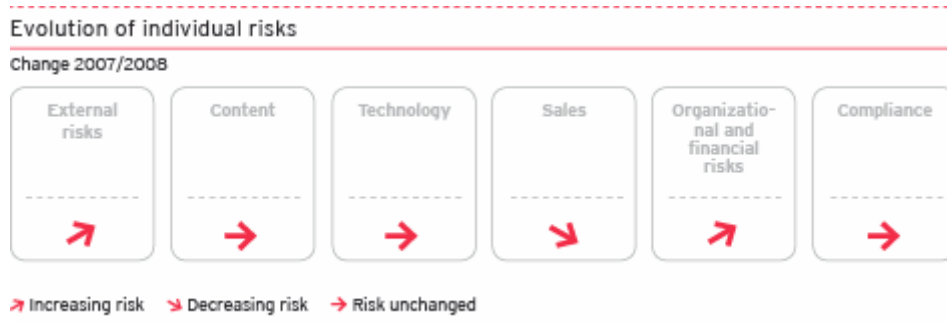 Evolution of individual risks
Change 2007/2008
External
risks
Content
Technology
Sales
Organizatio-
nal and
financial
risks
Compliance
Increasing risk Decreasing risk Risk unchanged